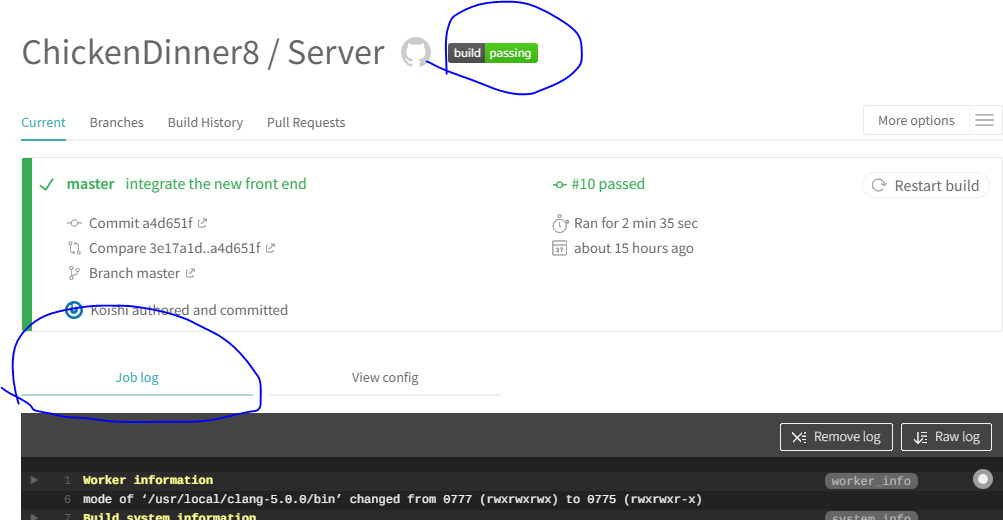 ChickenDinner8 / Server build passing
Current Branches Build History Pull Requests More options
master integrate the new front end #10 passed Restart build
Commit a4d651f Ran for 2 min 35 sec
Compare 3e17a1d..a4d651f 27 about 15 hours ago
Branch master
Koishi authored and committed
Job log View config
Remove log Raw log
1 Worker information worker_info
6 mode of ‘/usr/local/clang-5.0.0/bin’ changed from 0777 (rwxrwxrwx) to 0775 (rwxrwxr-x)
7 Build system information system_info